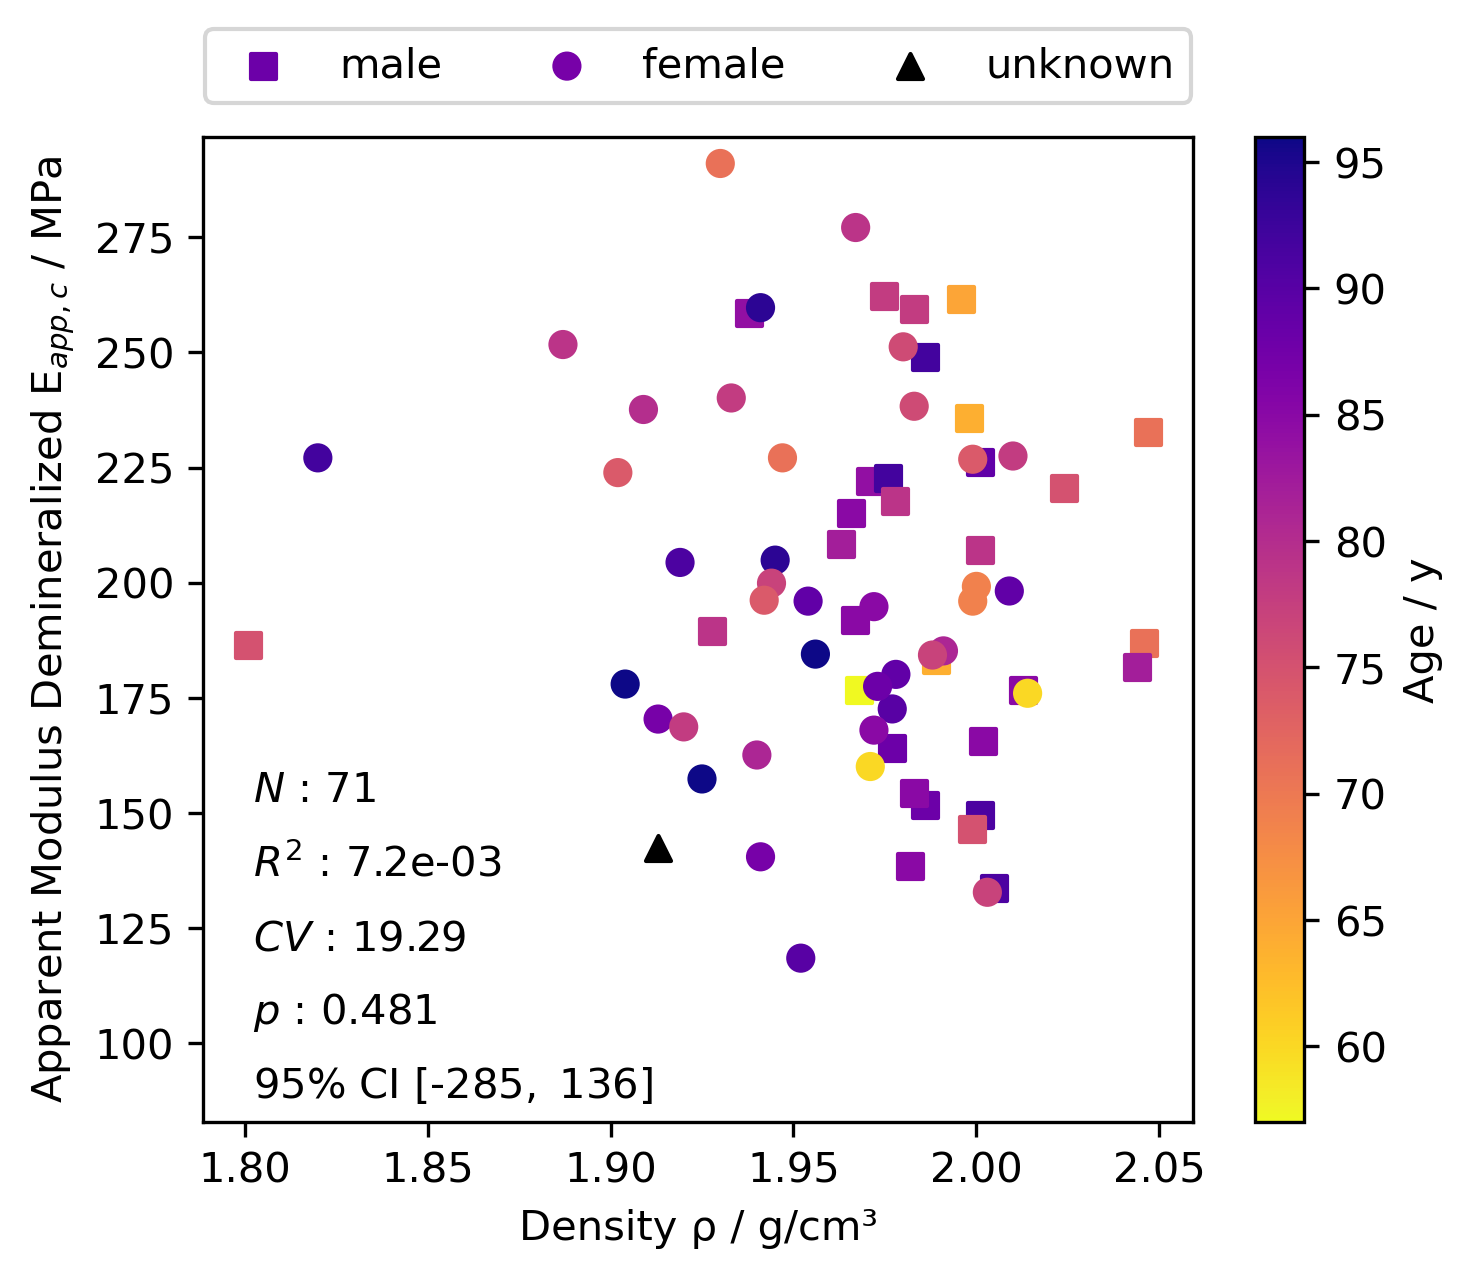 male female unknown
Apparent Modulus Demineralized E_{app, c} / MPa
275
250
225
200
175
150
125
100
N : 71
R² : 7.2e-03
CV : 19.29
p : 0.481
95% CI [-285, 136]
1.80 1.85 1.90 1.95 2.00 2.05
Density ρ / g/cm³
95
90
85
80
75
70
65
60
Age / y